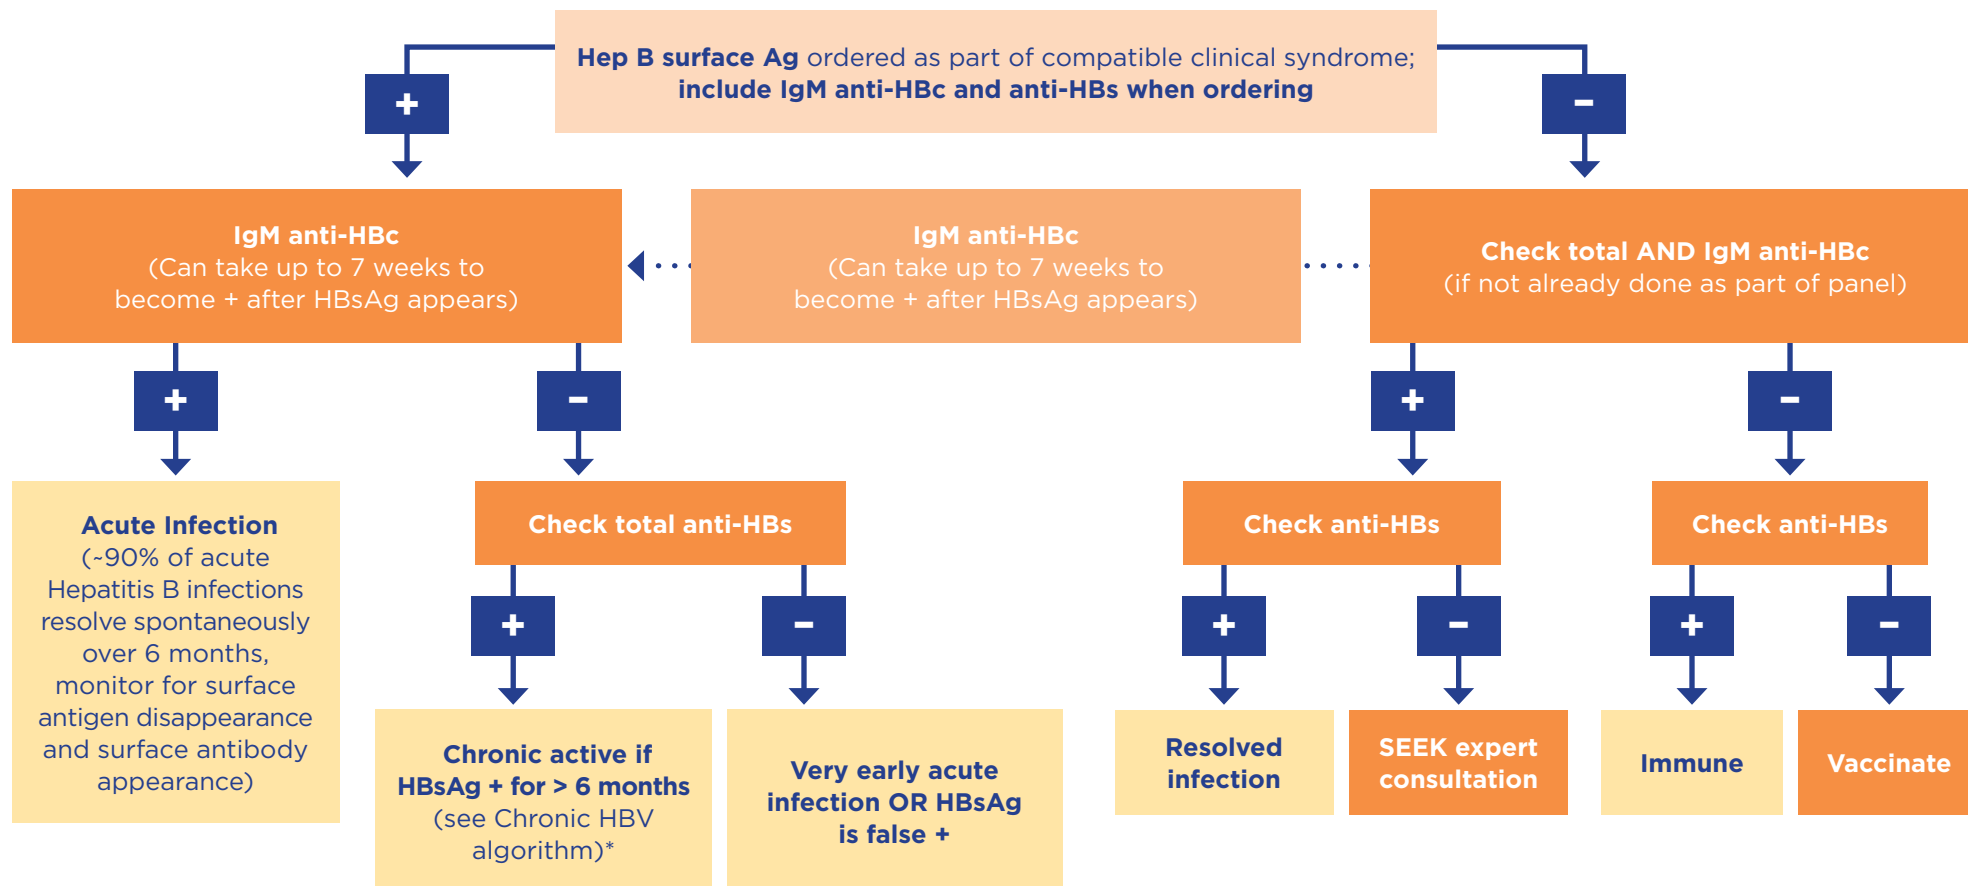 Hep B surface Ag ordered as part of compatible clinical syndrome;
include IgM anti-HBc and anti-HBs when ordering
+
−
IgM anti-HBc
(Can take up to 7 weeks to
become + after HBsAg appears)
IgM anti-HBc
(Can take up to 7 weeks to
become + after HBsAg appears)
Check total AND IgM anti-HBc
(if not already done as part of panel)
+
−
+
−
Acute Infection
(~90% of acute
Hepatitis B infections
resolve spontaneously
over 6 months,
monitor for surface
antigen disappearance
and surface antibody
appearance)
Check total anti-HBs
Check anti-HBs
Check anti-HBs
+
−
+
−
+
−
Chronic active if
HBsAg + for > 6 months
(see Chronic HBV
algorithm)*
Very early acute
infection OR HBsAg
is false +
Resolved
infection
SEEK expert
consultation
Immune
Vaccinate